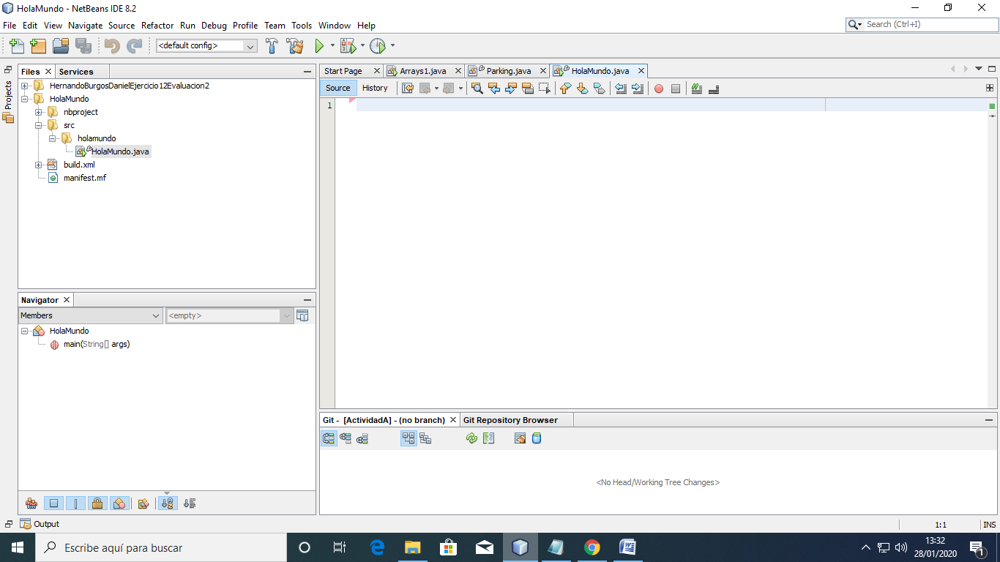 HolaMundo - NetBeans IDE 8.2
File Edit View Navigate Source Refactor Run Debug Profile Team Tools Window Help
Search (Ctrl+I)
<default config>
Projects
Files Services
HernandoBurgosDanielEjercicio12Evaluacion2
HolaMundo
nbproject
src
holamundo
HolaMundo.java
build.xml
manifest.mf
Navigator
Members <empty>
HolaMundo
main(String[] args)
Start Page Arrays1.java Parking.java HolaMundo.java
Source History
1
Git - [ActividadA] - (no branch) Git Repository Browser
<No Head/Working Tree Changes>
Output
1:1 INS
Escribe aquí para buscar
13:32
28/01/2020
1